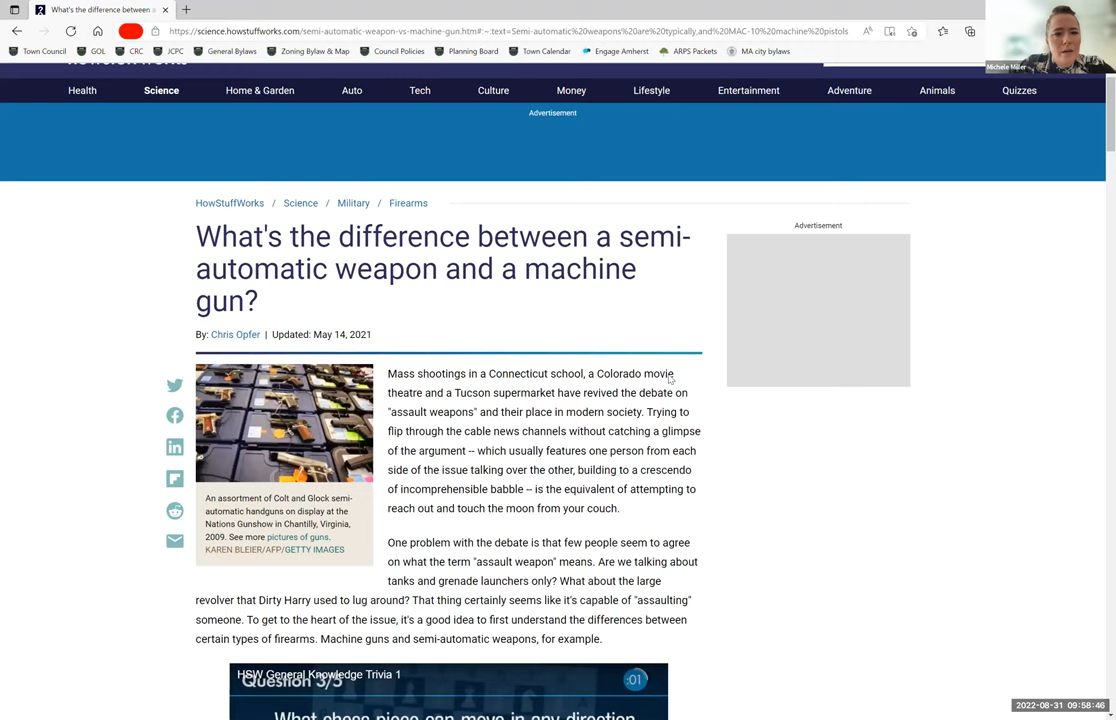 What's the difference between a
https://science.howstuffworks.com/semi-automatic-weapon-vs-machine-gun.htm#:~:text=Semi-automatic%20weapons%20are%20typically,and%20MAC-10%20machine%20pistols
Town Council GOL CRC JCPC General Bylaws Zoning Bylaw & Map Council Policies Planning Board Town Calendar Engage Amherst ARPS Packets MA city bylaws
Michele Miller
Health Science Home & Garden Auto Tech Culture Money Lifestyle Entertainment Adventure Animals Quizzes
Advertisement
HowStuffWorks / Science / Military / Firearms
What's the difference between a semi-
automatic weapon and a machine
gun?
By: Chris Opfer | Updated: May 14, 2021
Advertisement
Mass shootings in a Connecticut school, a Colorado movie
theatre and a Tucson supermarket have revived the debate on
"assault weapons" and their place in modern society. Trying to
flip through the cable news channels without catching a glimpse
of the argument -- which usually features one person from each
side of the issue talking over the other, building to a crescendo
of incomprehensible babble -- is the equivalent of attempting to
reach out and touch the moon from your couch.
An assortment of Colt and Glock semi-
automatic handguns on display at the
Nations Gunshow in Chantilly, Virginia,
2009. See more pictures of guns.
KAREN BLEIER/AFP/GETTY IMAGES
One problem with the debate is that few people seem to agree
on what the term "assault weapon" means. Are we talking about
tanks and grenade launchers only? What about the large
revolver that Dirty Harry used to lug around? That thing certainly seems like it's capable of "assaulting"
someone. To get to the heart of the issue, it's a good idea to first understand the differences between
certain types of firearms. Machine guns and semi-automatic weapons, for example.
HSW General Knowledge Trivia 1
Question 3/5
:01
What chess piece can move in any direction
2022-08-31 09:58:46